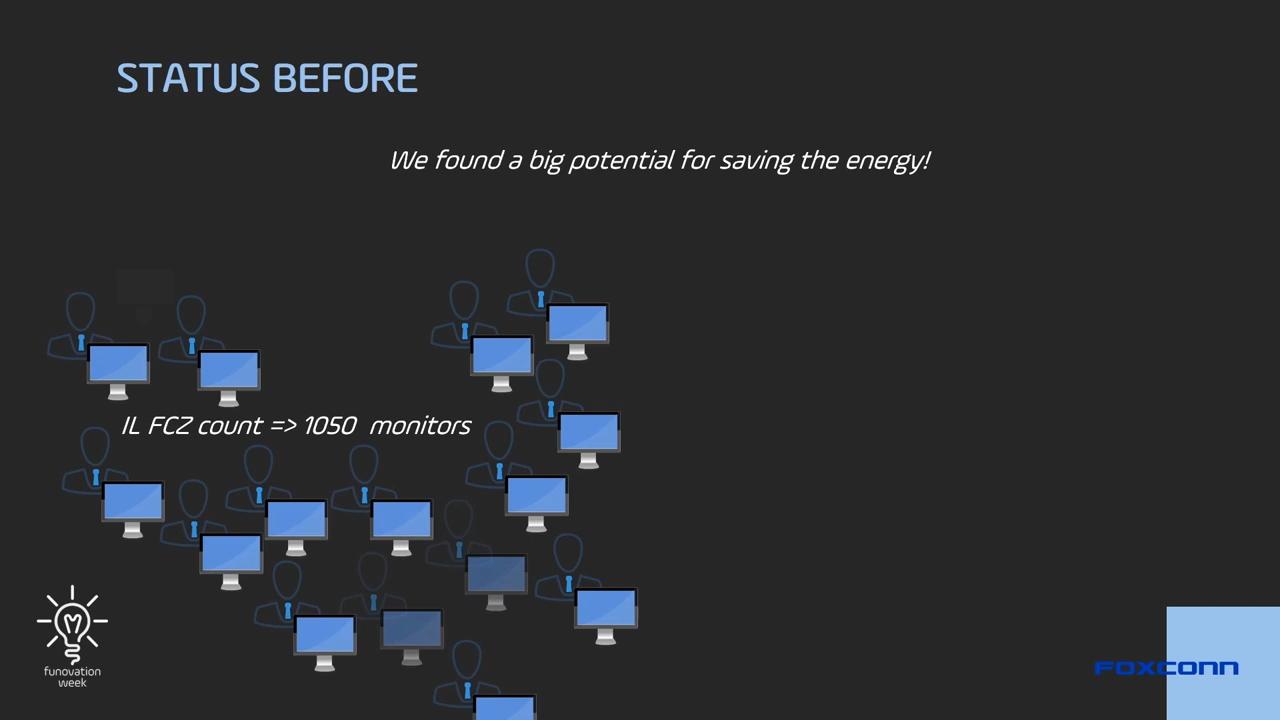 STATUS BEFORE
We found a big potential for saving the energy!
IL FCZ count => 1050 monitors
funovation
week
FOXCONN